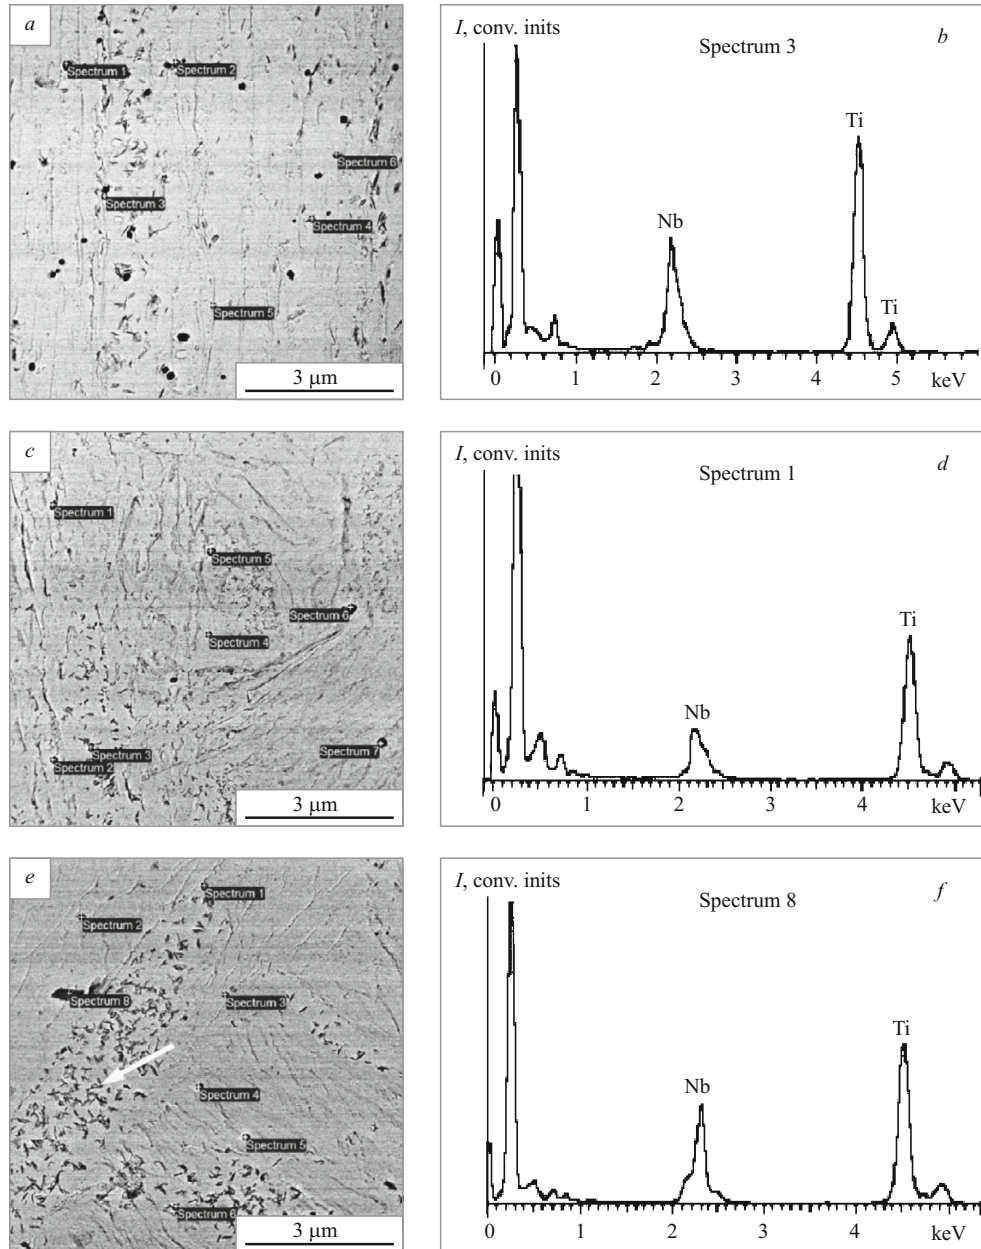 a
Spectrum 1
Spectrum 2
Spectrum 6
Spectrum 3
Spectrum 4
Spectrum 5
3 μm
I, conv. inits
Spectrum 3
b
Ti
Nb
Ti
0 1 2 3 4 5 keV
c
Spectrum 1
Spectrum 5
Spectrum 6
Spectrum 4
Spectrum 3
Spectrum 7
Spectrum 2
3 μm
I, conv. inits
Spectrum 1
d
Ti
Nb
0 1 2 3 4 keV
e
Spectrum 1
Spectrum 2
Spectrum 8
Spectrum 3
Spectrum 4
Spectrum 5
Spectrum 6
3 μm
I, conv. inits
Spectrum 8
f
Ti
Nb
0 1 2 3 4 keV